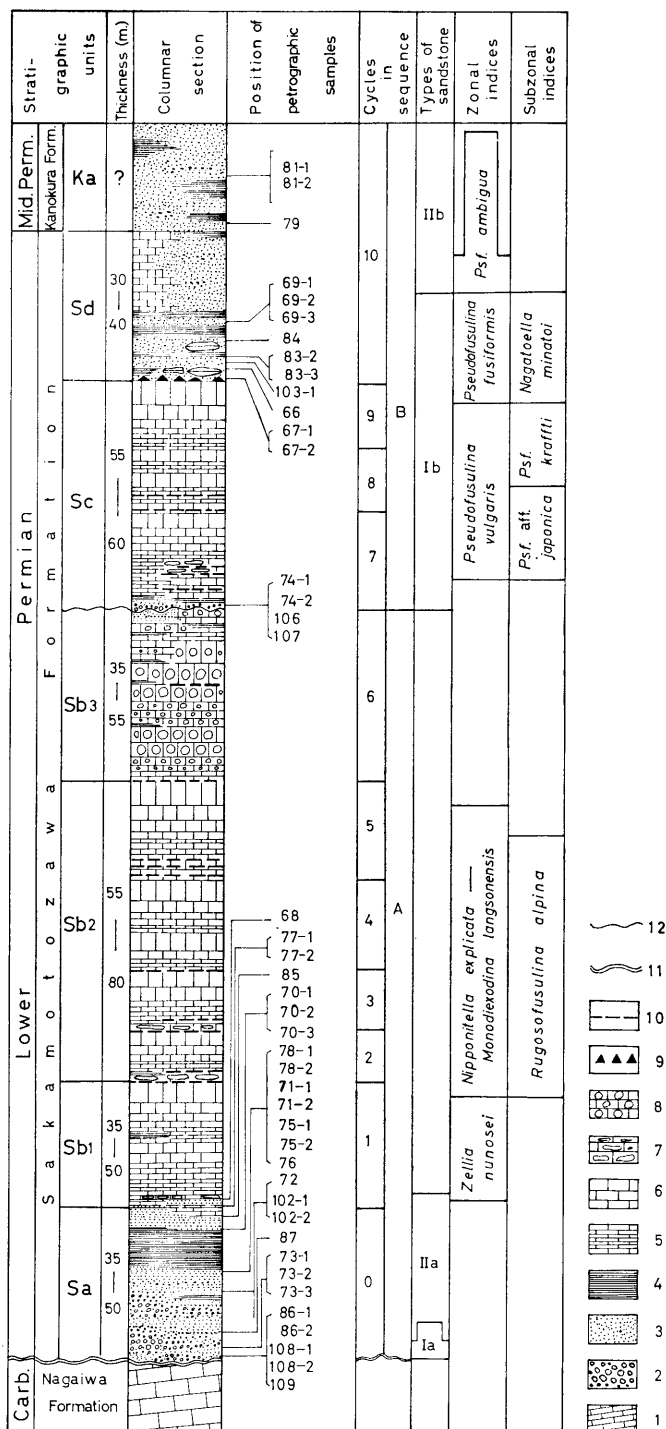 Strati-
graphic
units
Thickness (m.)
Columnar
section
Position of
petrographic
samples
Cycles
in
sequence
Types of
sandstone
Zonal
indices
Subzonal
indices
Mid. Perm.
Kanokura Form.
Ka
?
81-1
81-2
79
IIb
Psf. ambigua
10
Lower Permian
Sakamotozawa Formation
Sd
30
40
69-1
69-2
69-3
84
83-2
83-3
103-1
66
67-1
67-2
Pseudofusulina
fusiformis
Nagatoella
minatoi
Sc
55
60
9
8
7
B
Ib
Pseudofusulina
vulgaris
Psf. kraffti
Psf. aff.
japonica
74-1
74-2
106
107
Sb3
35
55
6
Sb2
55
80
5
4
3
2
A
Nipponitella explicata —
Monodiexodina langsonensis
Rugosofusulina alpina
68
77-1
77-2
85
70-1
70-2
70-3
78-1
78-2
71-1
71-2
75-1
75-2
76
72
102-1
102-2
87
73-1
73-2
73-3
86-1
86-2
108-1
108-2
109
Sb1
35
50
1
Zellia
nunosei
Sa
35
50
0
IIa
Ia
Carb.
Nagaiwa
Formation
12
11
10
9
8
7
6
5
4
3
2
1